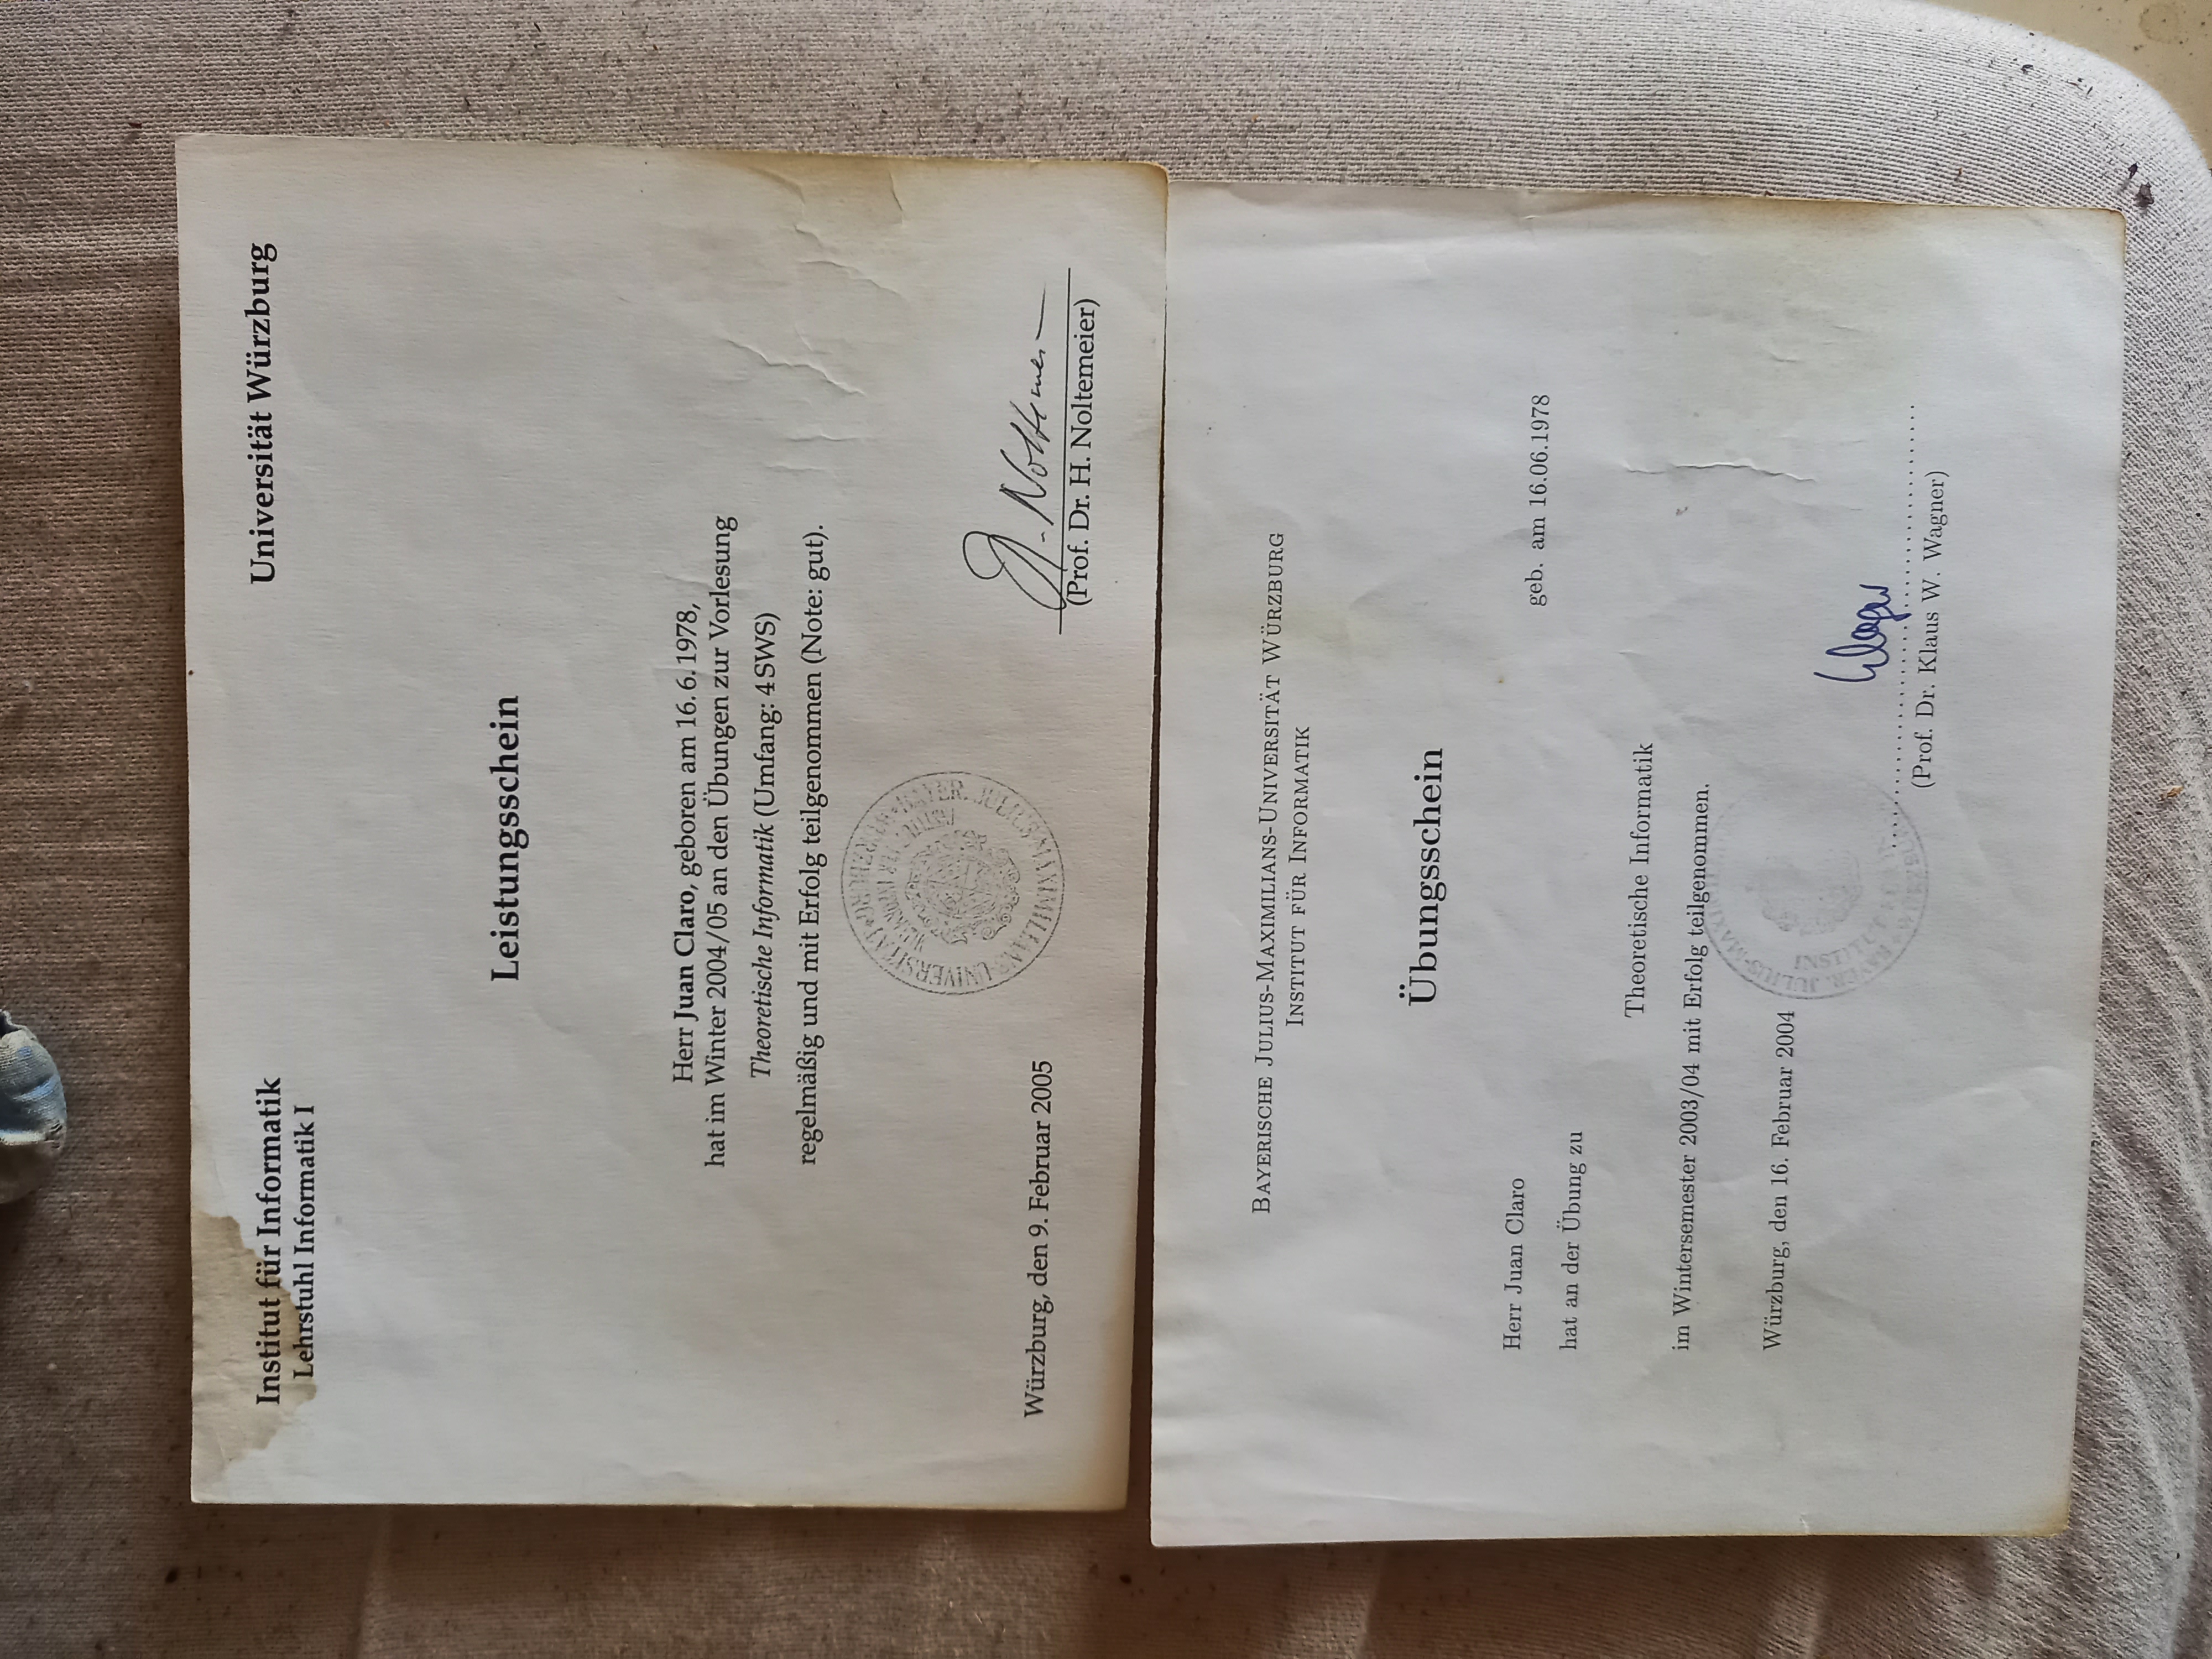 Institut für Informatik
Lehrstuhl Informatik I
Universität Würzburg
Leistungsschein
Herr Juan Claro, geboren am 16.6.1978,
hat im Winter 2004/05 an den Übungen zur Vorlesung
Theoretische Informatik (Umfang: 4SWS)
regelmäßig und mit Erfolg teilgenommen (Note: gut).
Würzburg, den 9. Februar 2005
(Prof. Dr. H. Noltemeier)
BAYERISCHE JULIUS-MAXIMILIANS-UNIVERSITÄT WÜRZBURG
INSTITUT FÜR INFORMATIK
Übungsschein
Herr Juan Claro geb. am 16.06.1978
hat an der Übung zu
Theoretische Informatik
im Wintersemester 2003/04 mit Erfolg teilgenommen.
Würzburg, den 16. Februar 2004
(Prof. Dr. Klaus W. Wagner)